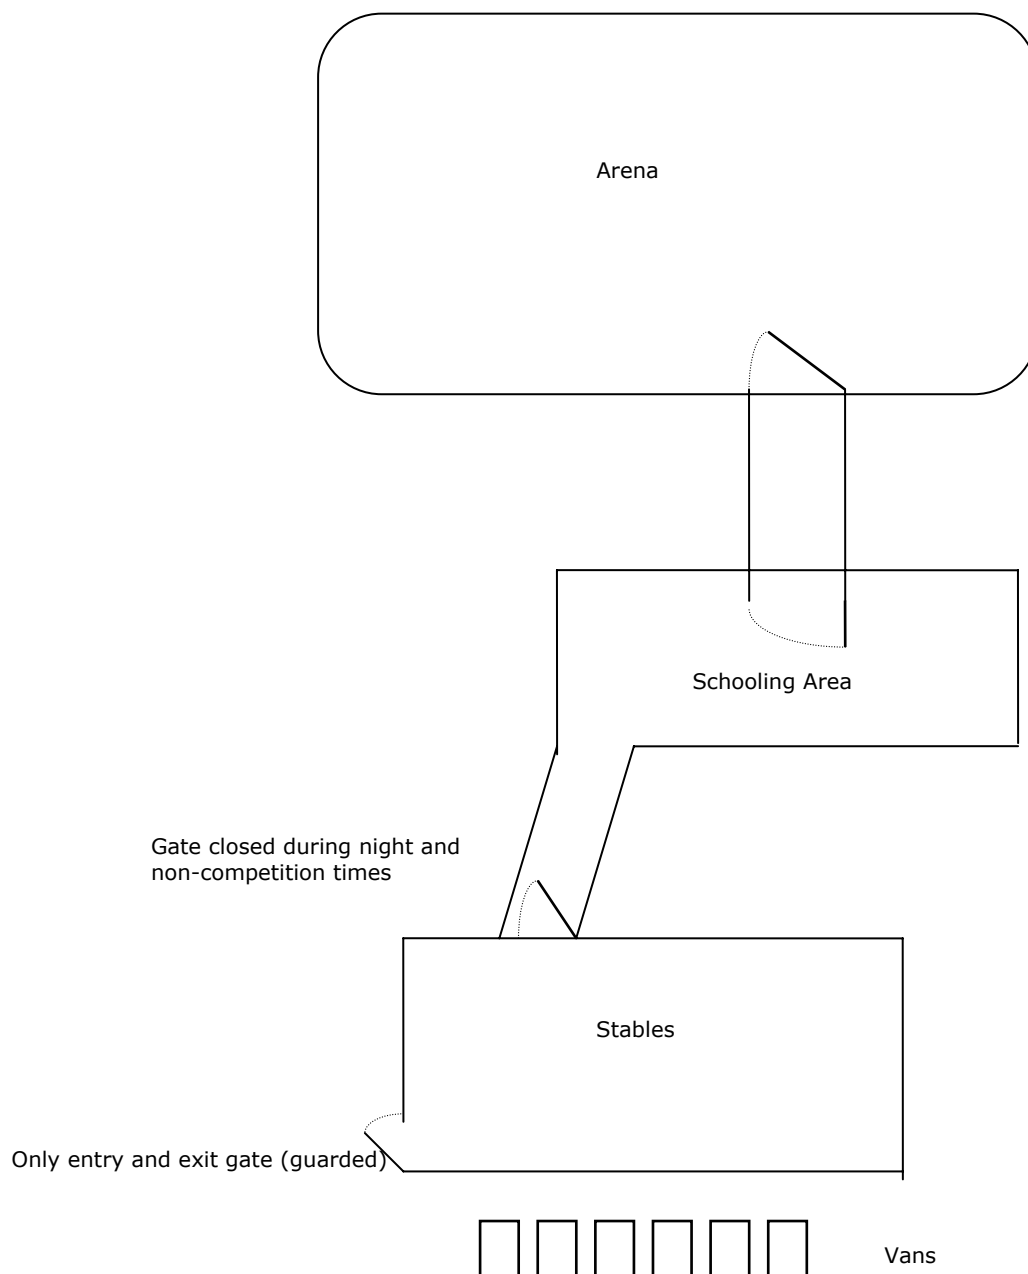 Arena
Schooling Area
Gate closed during night and
non-competition times
Stables
Only entry and exit gate (guarded)
Vans